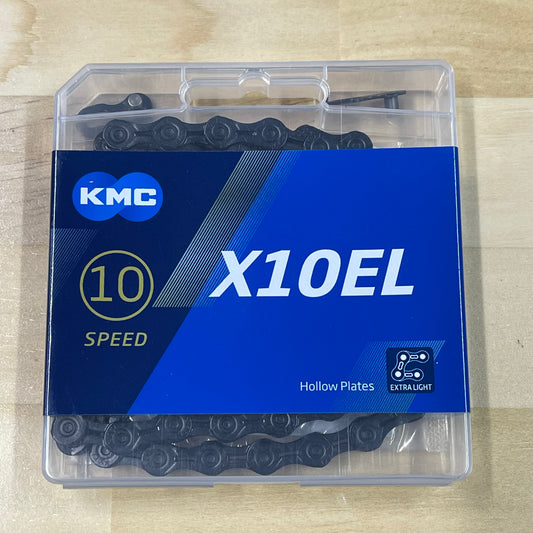 KMC
10
SPEED
X10EL
Hollow Plates
EXTRA LIGHT